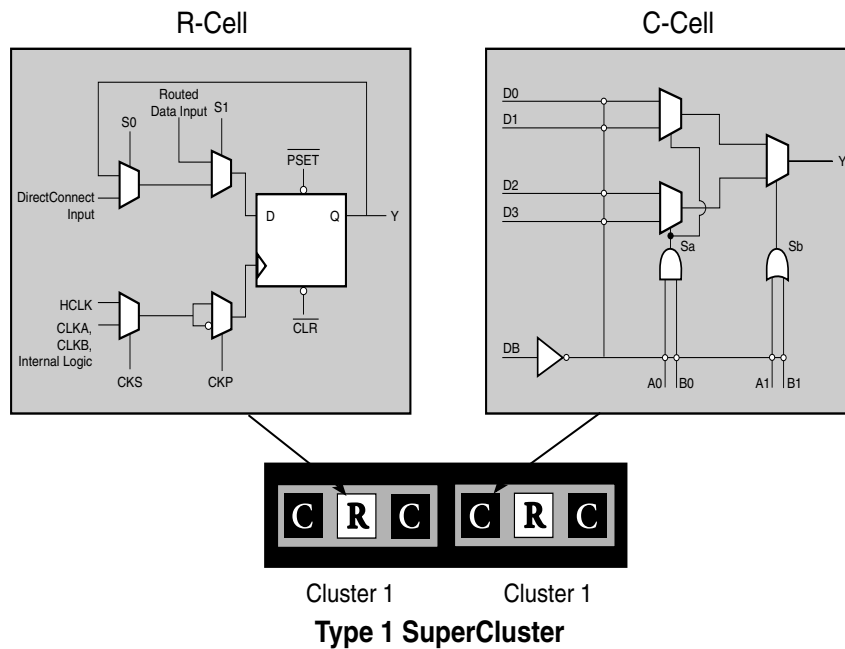 R-Cell
Routed
Data Input
S1
S0
PSET
DirectConnect
Input
D
Q
Y
HCLK
CLKA,
CLKB,
Internal Logic
CLR
CKS
CKP
C-Cell
D0
D1
Y
D2
D3
Sa
Sb
DB
A0
B0
A1
B1
C
R
C
C
R
C
Cluster 1
Cluster 1
Type 1 SuperCluster